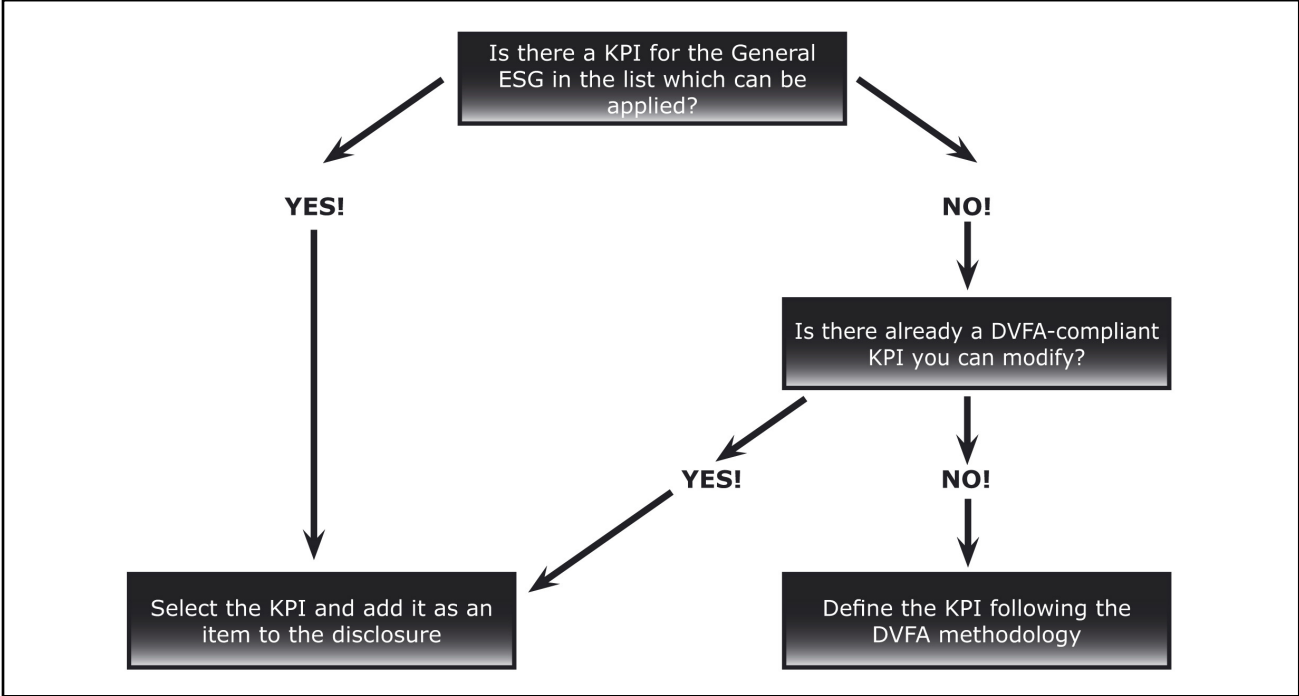 Is there a KPI for the General
ESG in the list which can be
applied?
YES!
NO!
Is there already a DVFA-compliant
KPI you can modify?
YES!
NO!
Select the KPI and add it as an
item to the disclosure
Define the KPI following the
DVFA methodology